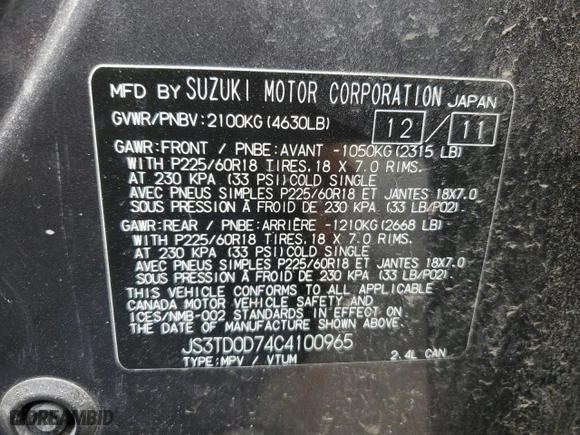 MFD BY SUZUKI MOTOR CORPORATION JAPAN
GVWR/PNBV:2100KG(4630LB) 12 / 11
GAWR:FRONT / PNBE:AVANT -1050KG(2315 LB)
WITH P225/60R18 TIRES,18 X 7.0 RIMS.
AT 230 KPA (33 PSI)COLD SINGLE
AVEC PNEUS SIMPLES P225/60R18 ET JANTES 18X7.0
SOUS PRESSION À FROID DE 230 KPA (33 LB/PO2)
GAWR:REAR / PNBE:ARRIÈRE -1210KG(2668 LB)
WITH P225/60R18 TIRES,18 X 7.0 RIMS.
AT 230 KPA (33 PSI)COLD SINGLE
AVEC PNEUS SIMPLES P225/60R18 ET JANTES 18X7.0
SOUS PRESSION À FROID DE 230 KPA (33 LB/PO2)
THIS VEHICLE CONFORMS TO ALL APPLICABLE
CANADA MOTOR VEHICLE SAFETY AND
ICES/NMB-002 STANDARDS IN EFFECT ON
THE DATE OF MANUFACTURE
JS3TD0D74C4100965
TYPE:MPV / VTUM 2.4L CAN
IDREAMBID